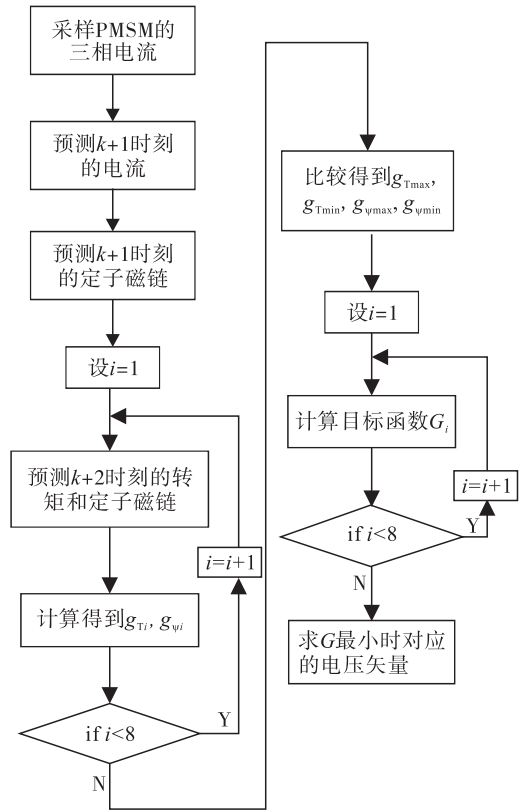 采样PMSM的
三相电流
预测k+1时刻
的电流
预测k+1时刻
的定子磁链
设i=1
预测k+2时刻的转
矩和定子磁链
i=i+1
计算得到gTi, gψi
if i<8
Y
N
比较得到gTmax,
gTmin, gψmax, gψmin
设i=1
计算目标函数Gi
i=i+1
if i<8
Y
N
求G最小时对应
的电压矢量